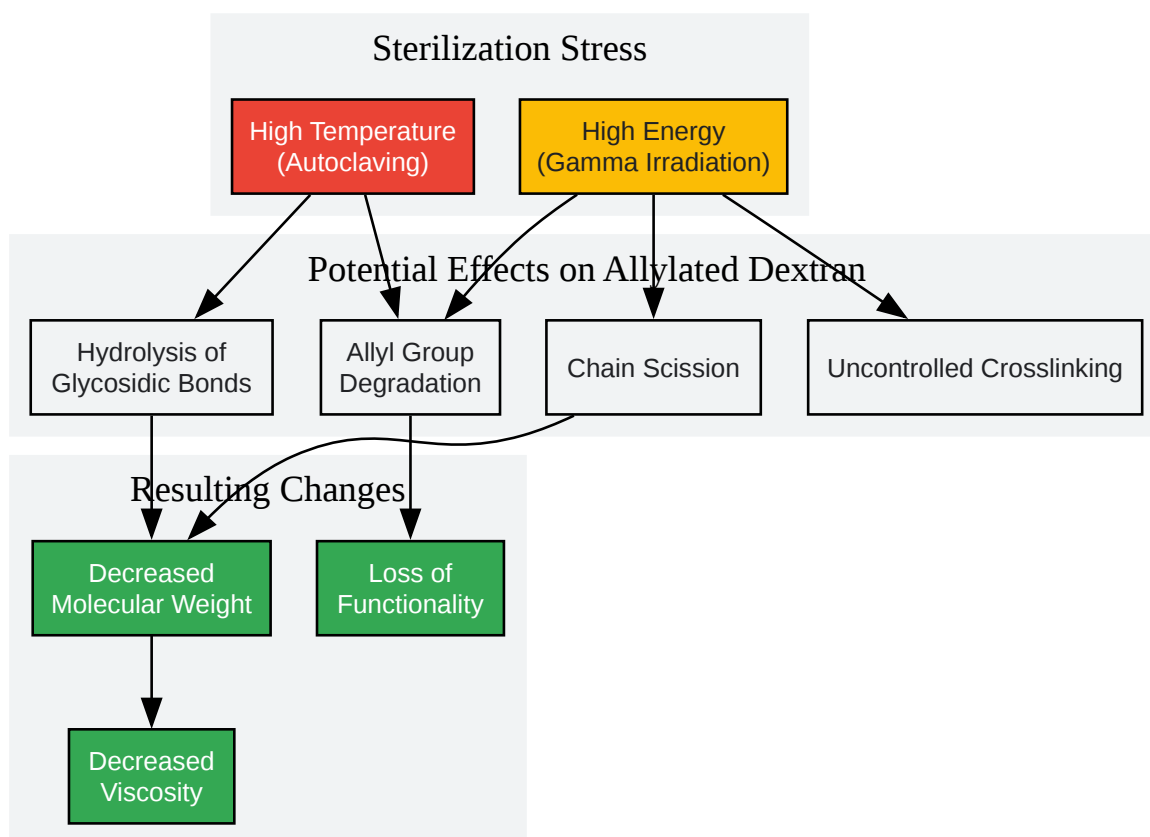 Sterilization Stress
High Temperature
(Autoclaving)
High Energy
(Gamma Irradiation)
Potential Effects on Allylated Dextran
Hydrolysis of
Glycosidic Bonds
Allyl Group
Degradation
Chain Scission
Uncontrolled Crosslinking
Resulting Changes
Decreased
Molecular Weight
Loss of
Functionality
Decreased
Viscosity